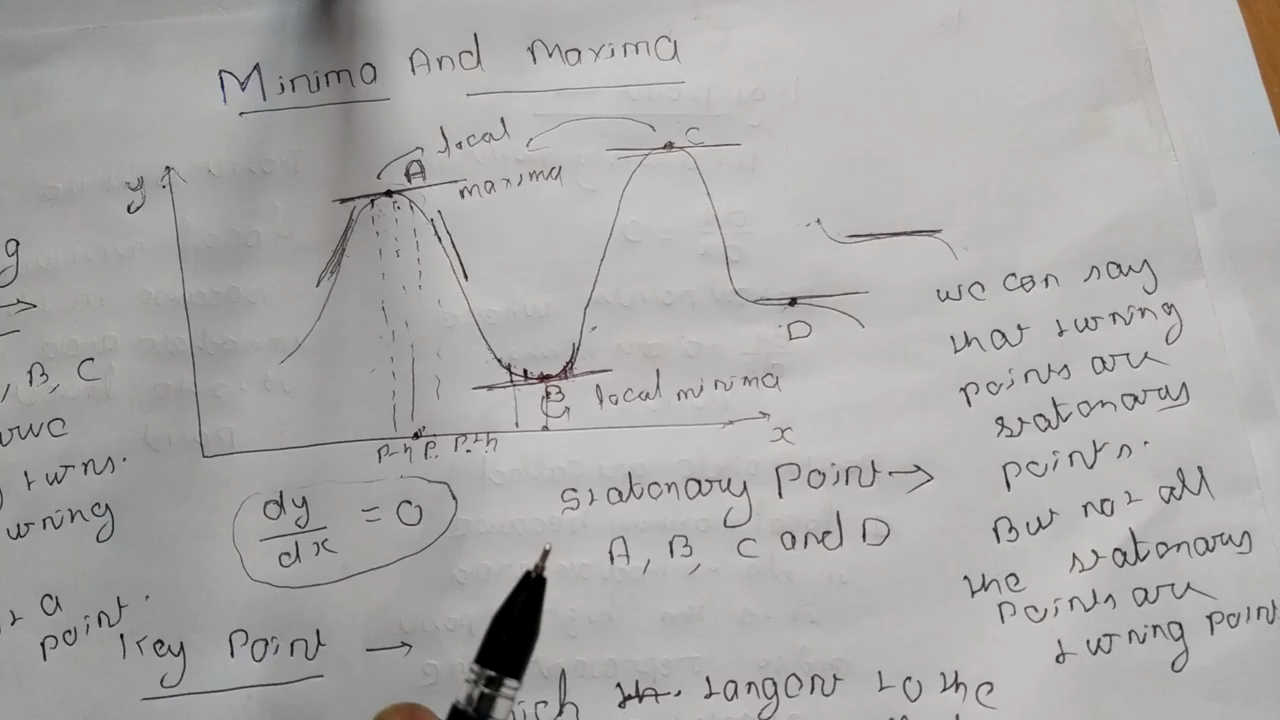 Minima And Maxima
local
A
maxima
C
y
g
B, C
D
we can say
that turning
points are
stationary
points.
But not all
the stationary
points are
turning point
B
local minima
x
turns.
p-h p p+h
dy/dx = 0
Stationary Point →
A, B, C and D
point.
Key Point →
which the tangent to the